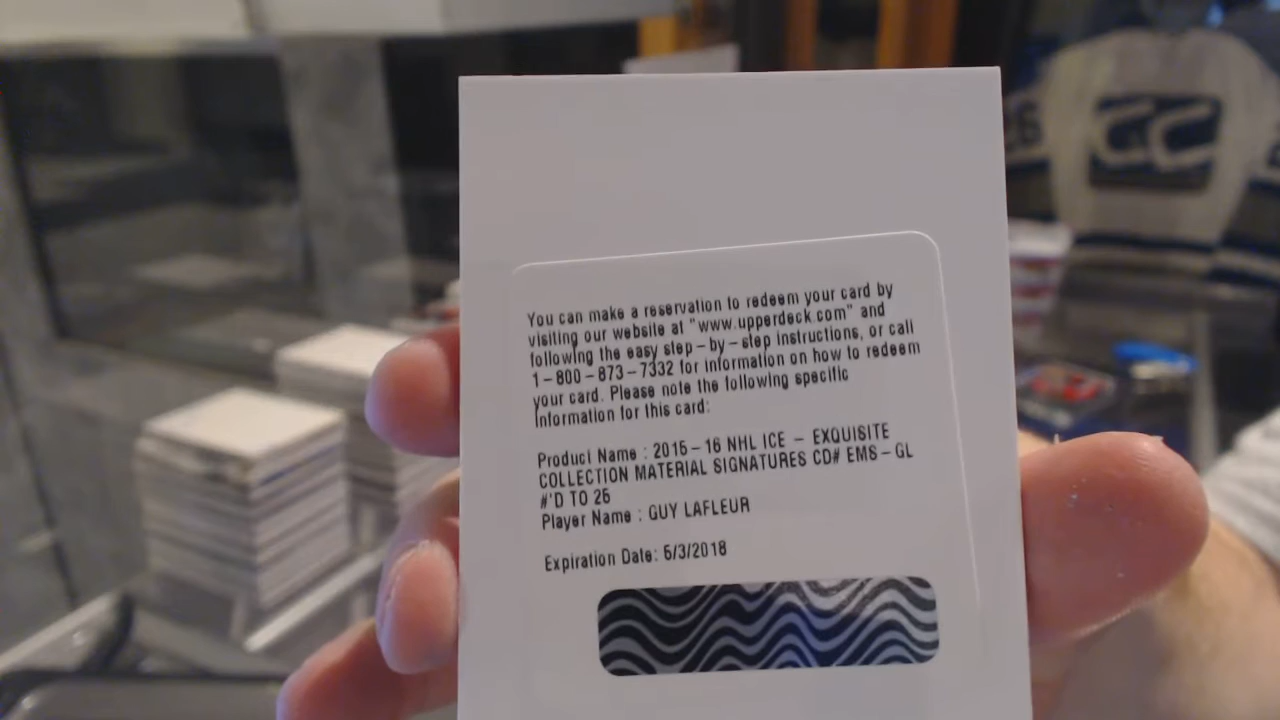 You can make a reservation to redeem your card by
visiting our website at "www.upperdeck.com" and
following the easy step-by-step instructions, or call
1-800-873-7332 for information on how to redeem
your card. Please note the following specific
information for this card:
Product Name : 2015-16 NHL ICE - EXQUISITE
COLLECTION MATERIAL SIGNATURES CD# EMS-GL
#'D TO 25
Player Name : GUY LAFLEUR
Expiration Date: 5/3/2018
CC